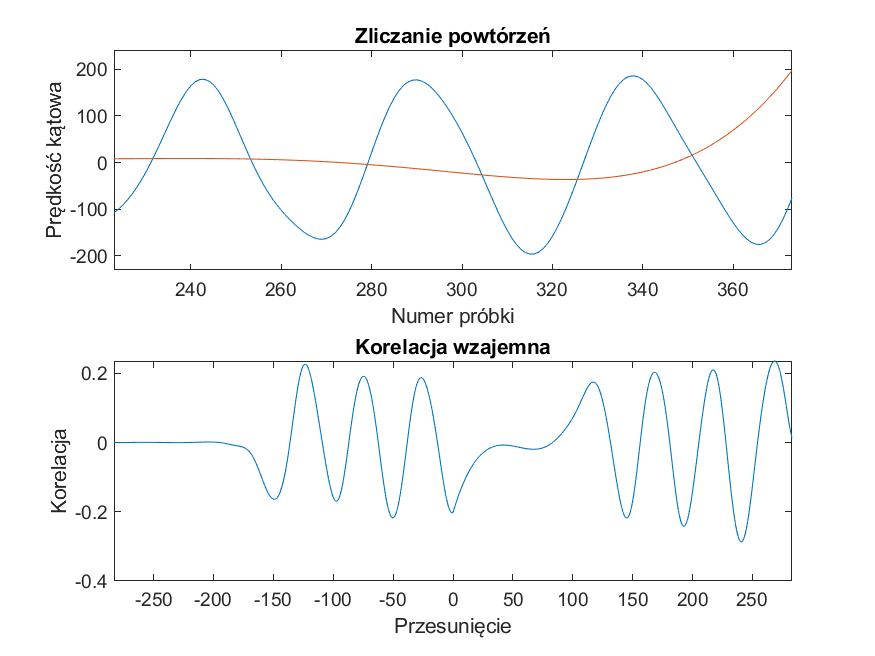 Zliczanie powtórzeń
200
100
0
-100
-200
Prędkość kątowa
240 260 280 300 320 340 360
Numer próbki
Korelacja wzajemna
0.2
0
-0.2
-0.4
Korelacja
-250 -200 -150 -100 -50 0 50 100 150 200 250
Przesunięcie